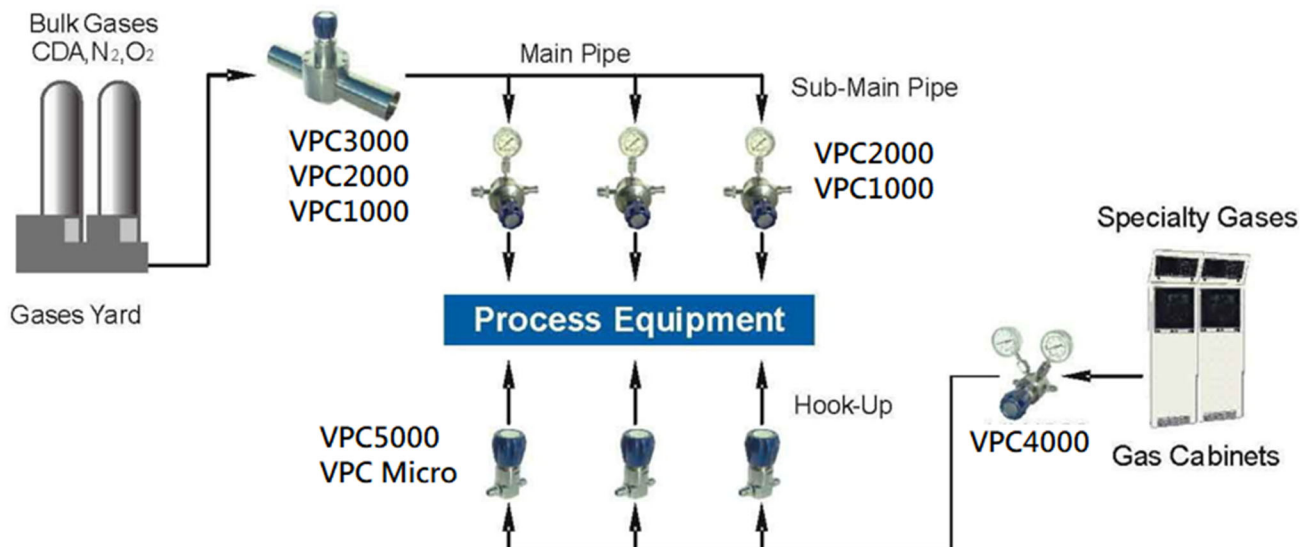 Bulk Gases
CDA,N₂,O₂
Gases Yard
Main Pipe
VPC3000
VPC2000
VPC1000
Sub-Main Pipe
VPC2000
VPC1000
Process Equipment
Hook-Up
VPC5000
VPC Micro
VPC4000
Specialty Gases
Gas Cabinets